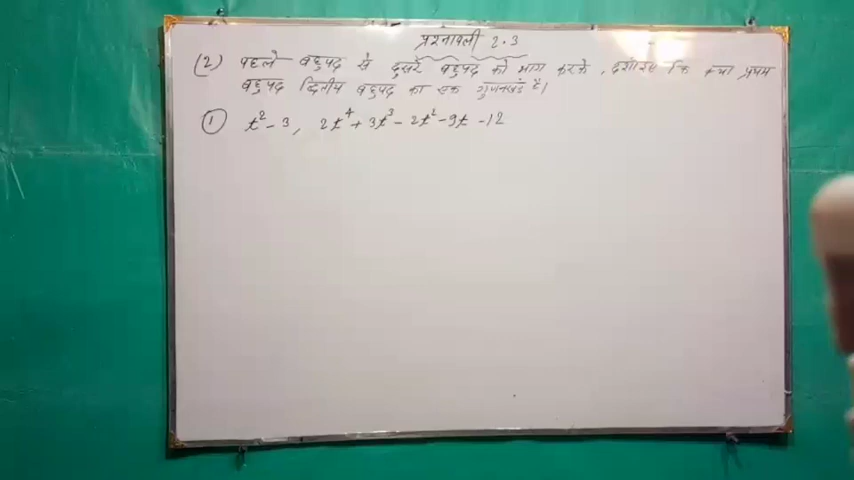 प्रश्नावली 2.3
(2) पहले बहुपद से दुसरे बहुपद को भाग करके, दर्शाइए कि क्या प्रथम
बहुपद द्वितीय बहुपद का एक गुणनखंड है।
① t² - 3, 2t⁴ + 3t³ - 2t² - 9t - 12